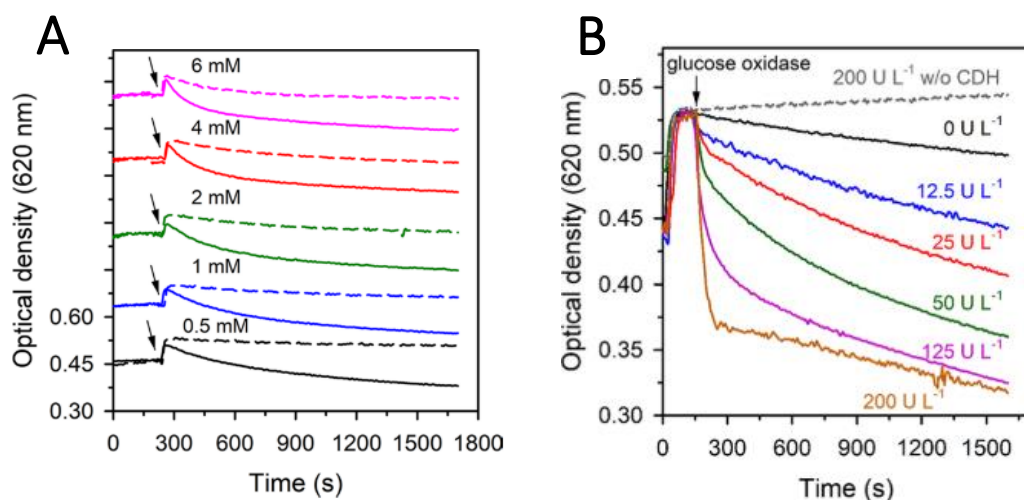 A
Optical density (620 nm)
6 mM
4 mM
2 mM
1 mM
0.5 mM
0.60
0.45
0.30
0 300 600 900 1200 1500 1800
Time (s)
B
Optical density (620 nm)
glucose oxidase
200 U L⁻¹ w/o CDH
0 U L⁻¹
12.5 U L⁻¹
25 U L⁻¹
50 U L⁻¹
125 U L⁻¹
200 U L⁻¹
0.55
0.50
0.45
0.40
0.35
0.30
0 300 600 900 1200 1500
Time (s)